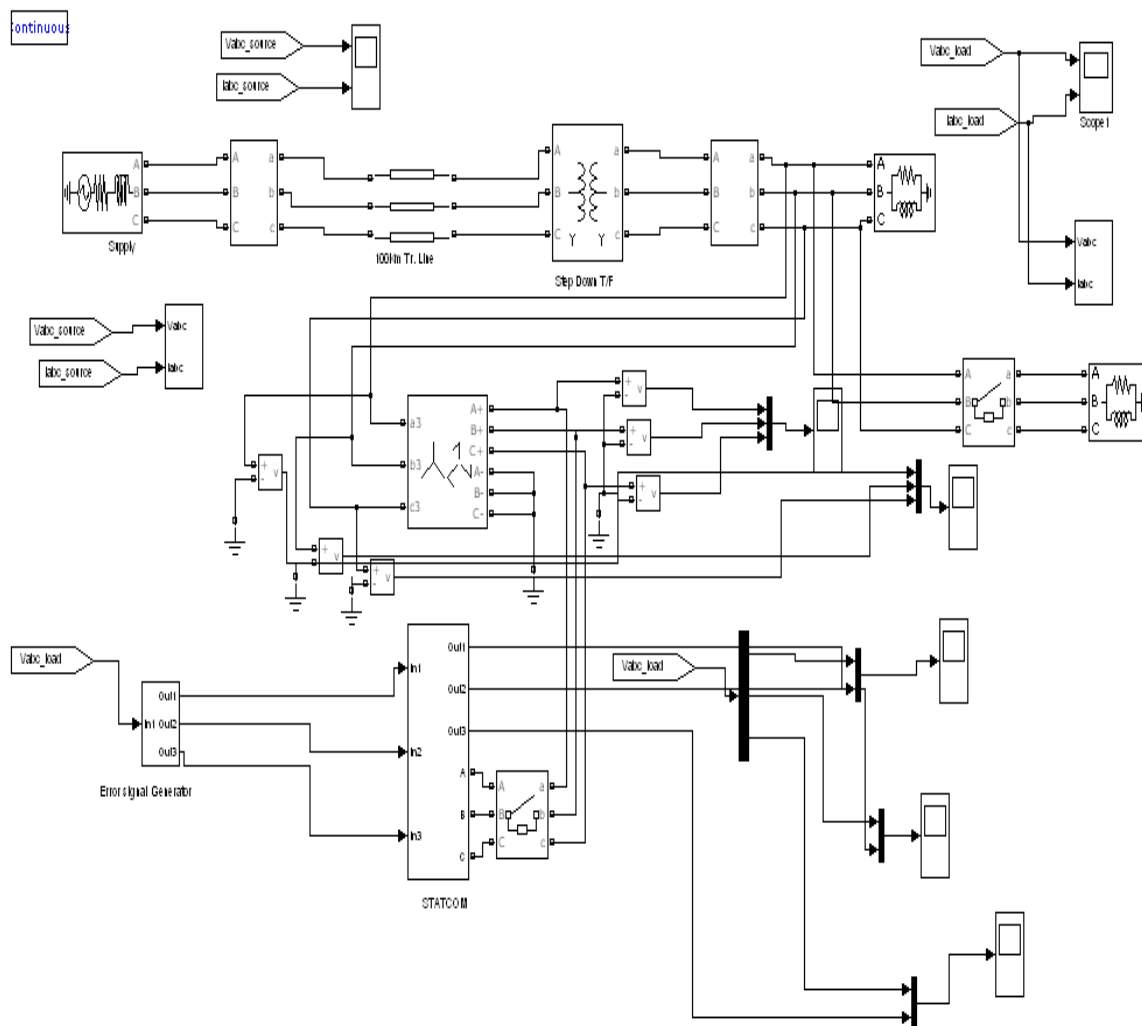 Continuous
Vabc_source
Iabc_source
Vabc_load
Iabc_load
Scope1
A
B
C
Supply
A
B
C
a
b
c
100km Tr. Line
A
B
C
a
b
c
Y
Y
Step Down T/F
A
B
C
a
b
c
A
B
C
Vabc
Iabc
Vabc_source
Iabc_source
Vabc
Iabc
A
B
C
a
b
c
A
B
C
a3
b3
c3
A+
B+
C+
A-
B-
C-
+
-
v
+
-
v
+
-
v
+
-
v
+
-
v
+
-
v
Vabc_load
In1
Out1
Out2
Out3
Error signal Generator
In1
In2
In3
Out1
Out2
Out3
A
B
C
STATCOM
A
B
C
a
b
c
Vabc_load